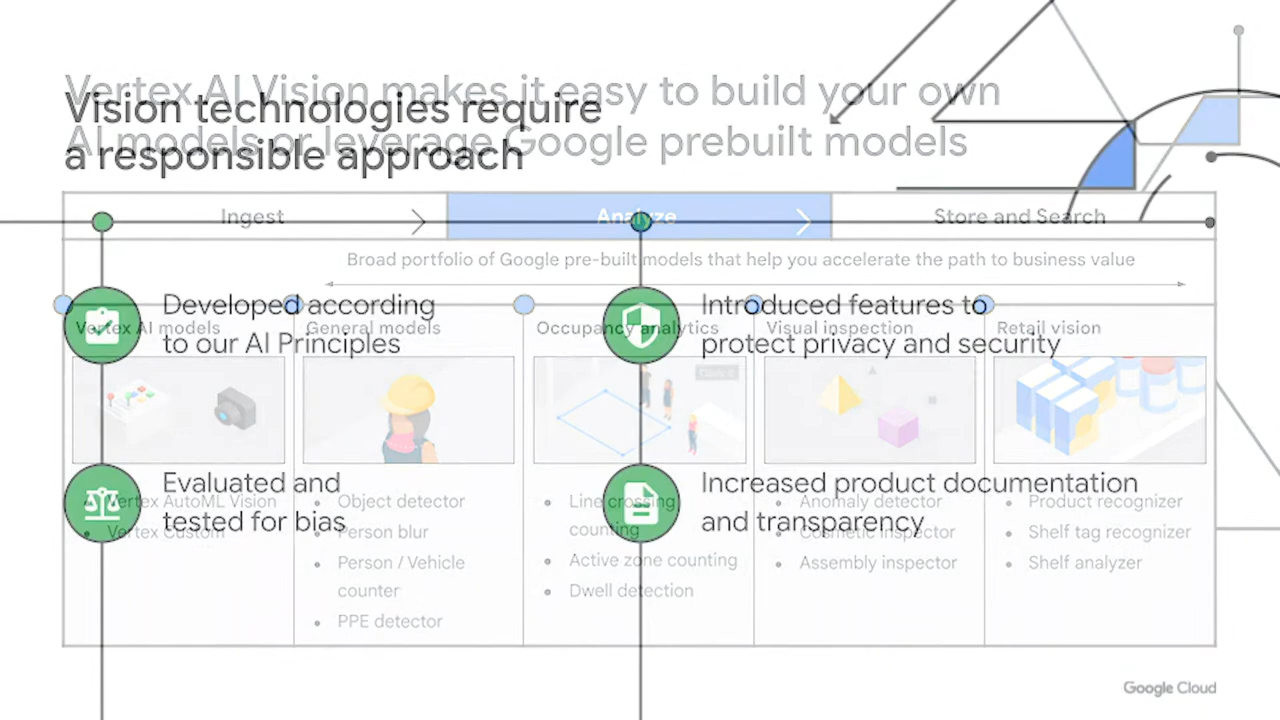 Vertex AI Vision makes it easy to build your own
AI models or leverage Google prebuilt models
Vision technologies require
a responsible approach
Ingest
Analyze
Store and Search
Broad portfolio of Google pre-built models that help you accelerate the path to business value
Developed according
to our AI Principles
Introduced features to
protect privacy and security
Vertex AI models
General models
Occupancy analytics
Visual inspection
Retail vision
Evaluated and
tested for bias
Increased product documentation
and transparency
Vertex AutoML Vision
Vertex Custom
Object detector
Person blur
Person / Vehicle
counter
PPE detector
Line crossing
counting
Active zone counting
Dwell detection
Anomaly detector
Cosmetic inspector
Assembly inspector
Product recognizer
Shelf tag recognizer
Shelf analyzer
Google Cloud